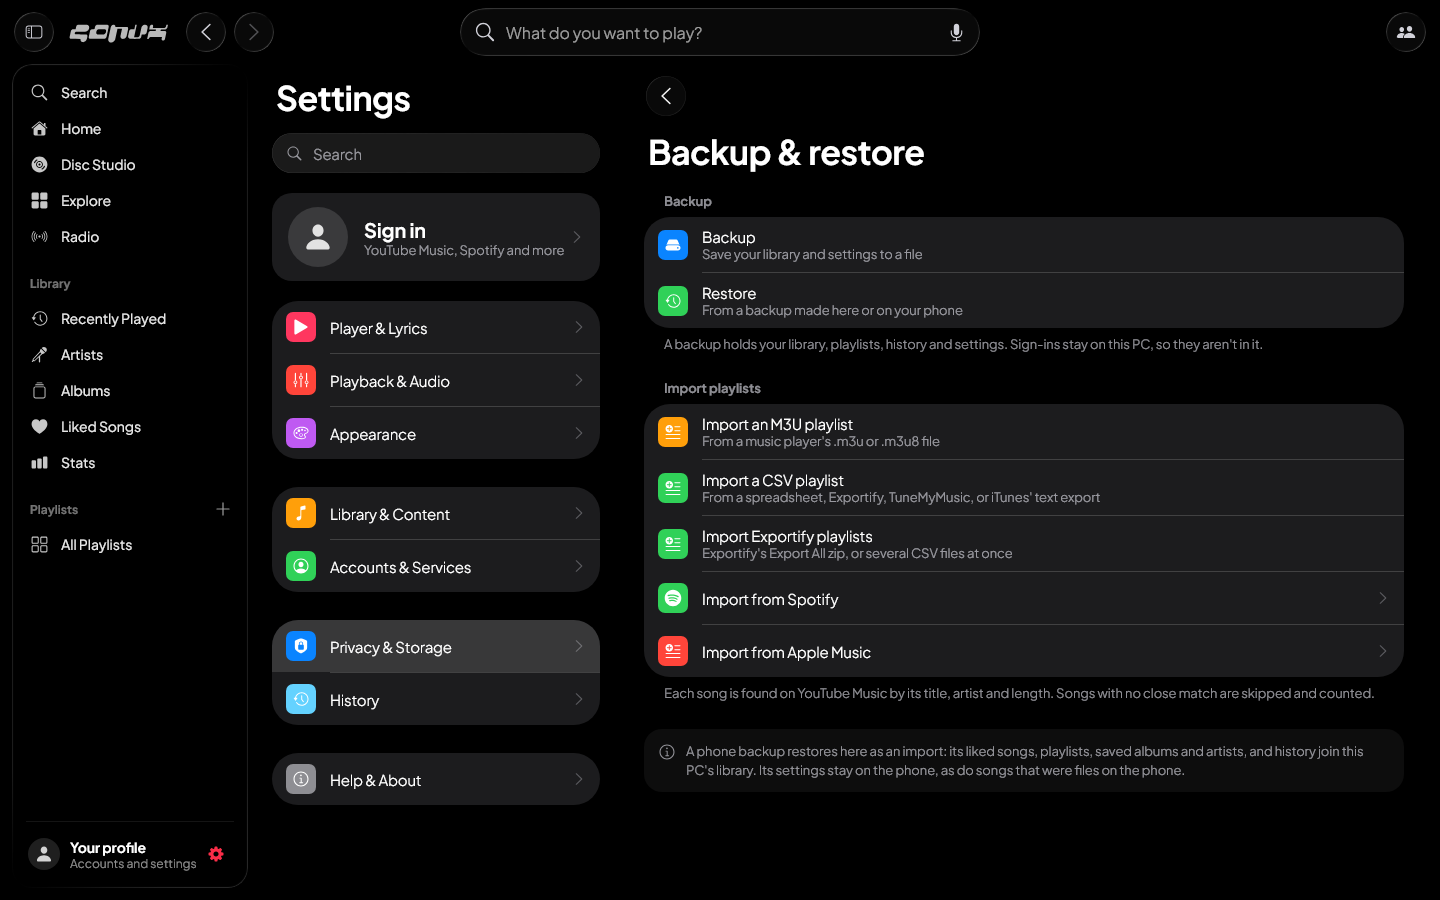 What do you want to play?
Search
Home
Disc Studio
Explore
Radio
Library
Recently Played
Artists
Albums
Liked Songs
Stats
Playlists
All Playlists
Your profile
Accounts and settings
Settings
Search
Sign in
YouTube Music, Spotify and more
Player & Lyrics
Playback & Audio
Appearance
Library & Content
Accounts & Services
Privacy & Storage
History
Help & About
Backup & restore
Backup
Backup
Save your library and settings to a file
Restore
From a backup made here or on your phone
A backup holds your library, playlists, history and settings. Sign-ins stay on this PC, so they aren't in it.
Import playlists
Import an M3U playlist
From a music player's .m3u or .m3u8 file
Import a CSV playlist
From a spreadsheet, Exportify, TuneMyMusic, or iTunes' text export
Import Exportify playlists
Exportify's Export All zip, or several CSV files at once
Import from Spotify
Import from Apple Music
Each song is found on YouTube Music by its title, artist and length. Songs with no close match are skipped and counted.
A phone backup restores here as an import: its liked songs, playlists, saved albums and artists, and history join this
PC's library. Its settings stay on the phone, as do songs that were files on the phone.